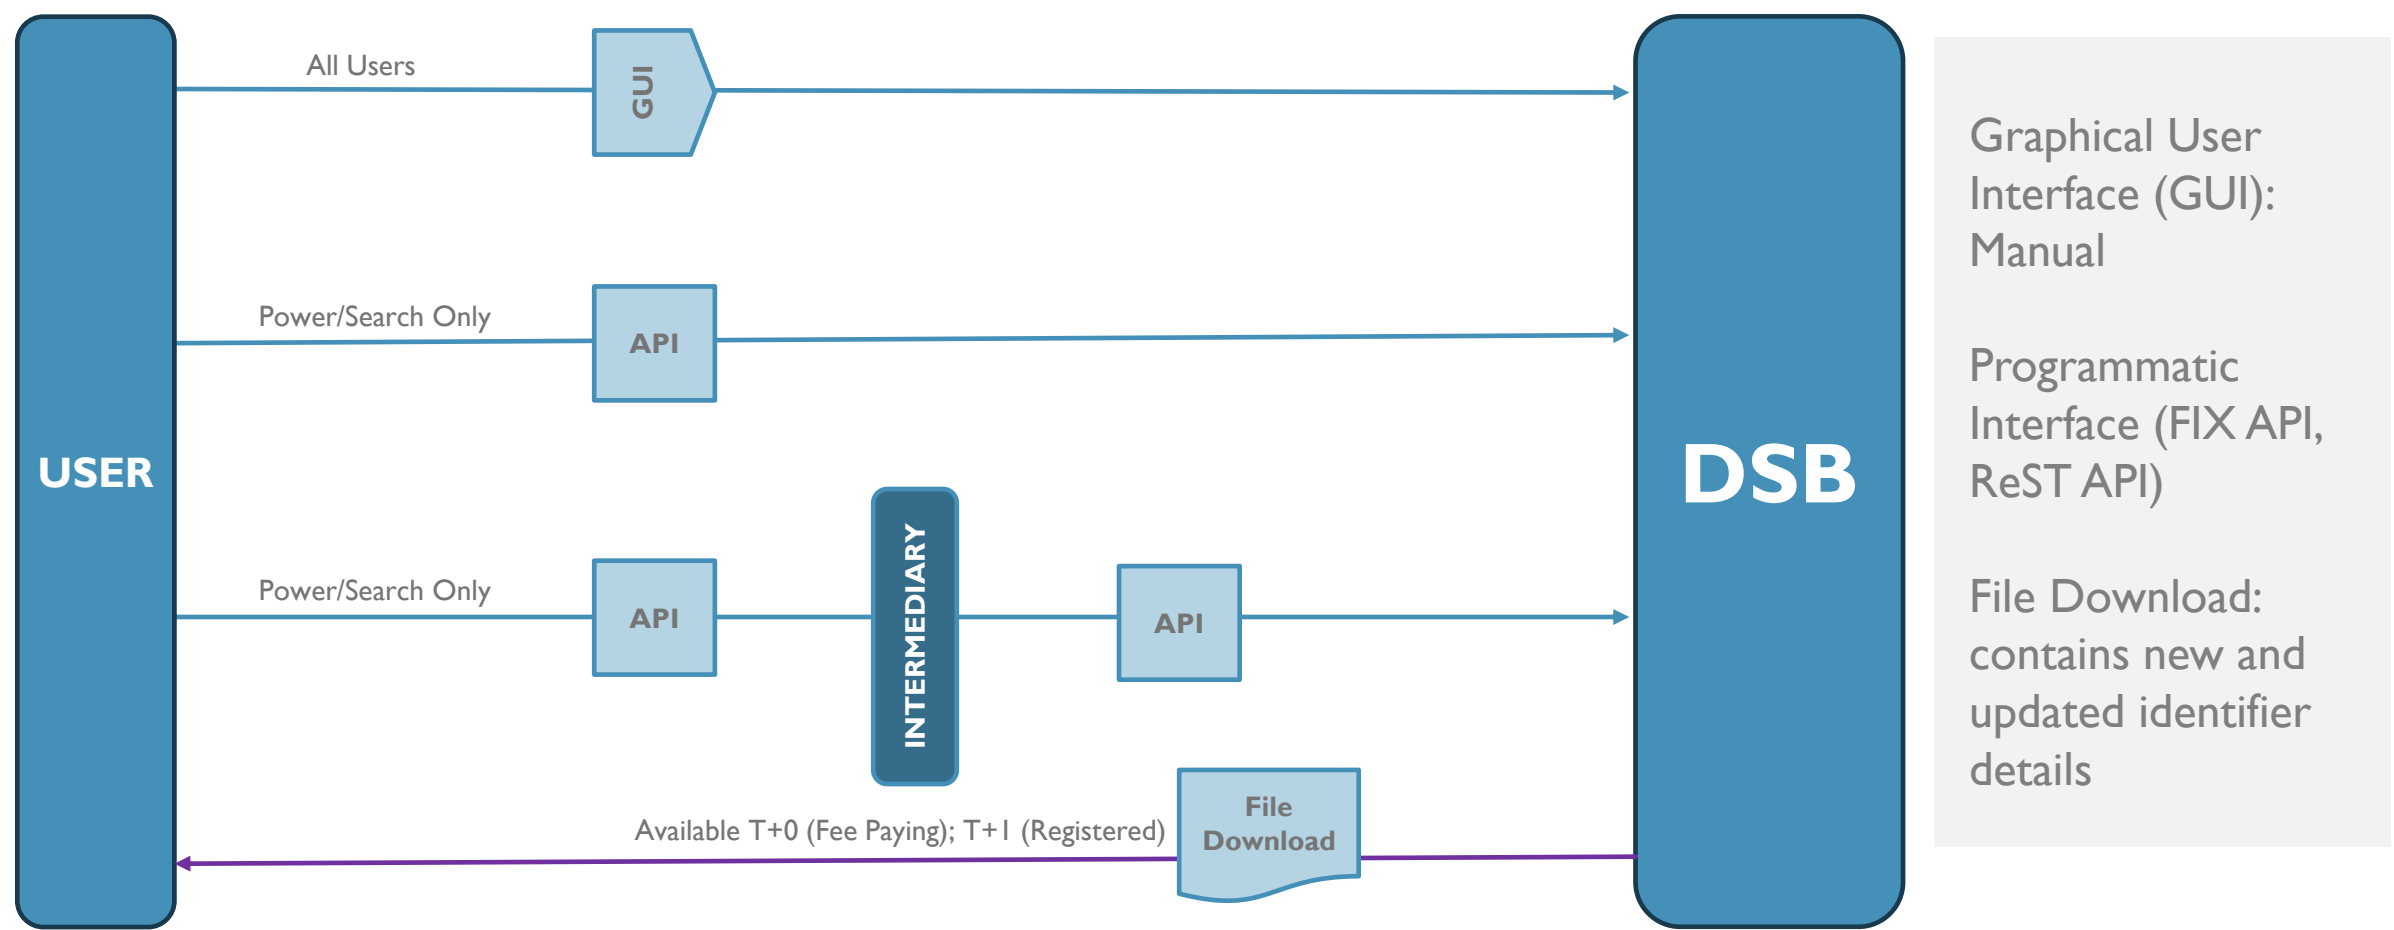 All Users
GUI
Power/Search Only
API
USER
DSB
Power/Search Only
API
INTERMEDIARY
API
Available T+0 (Fee Paying); T+1 (Registered)
File
Download
Graphical User
Interface (GUI):
Manual
Programmatic
Interface (FIX API,
ReST API)
File Download:
contains new and
updated identifier
details